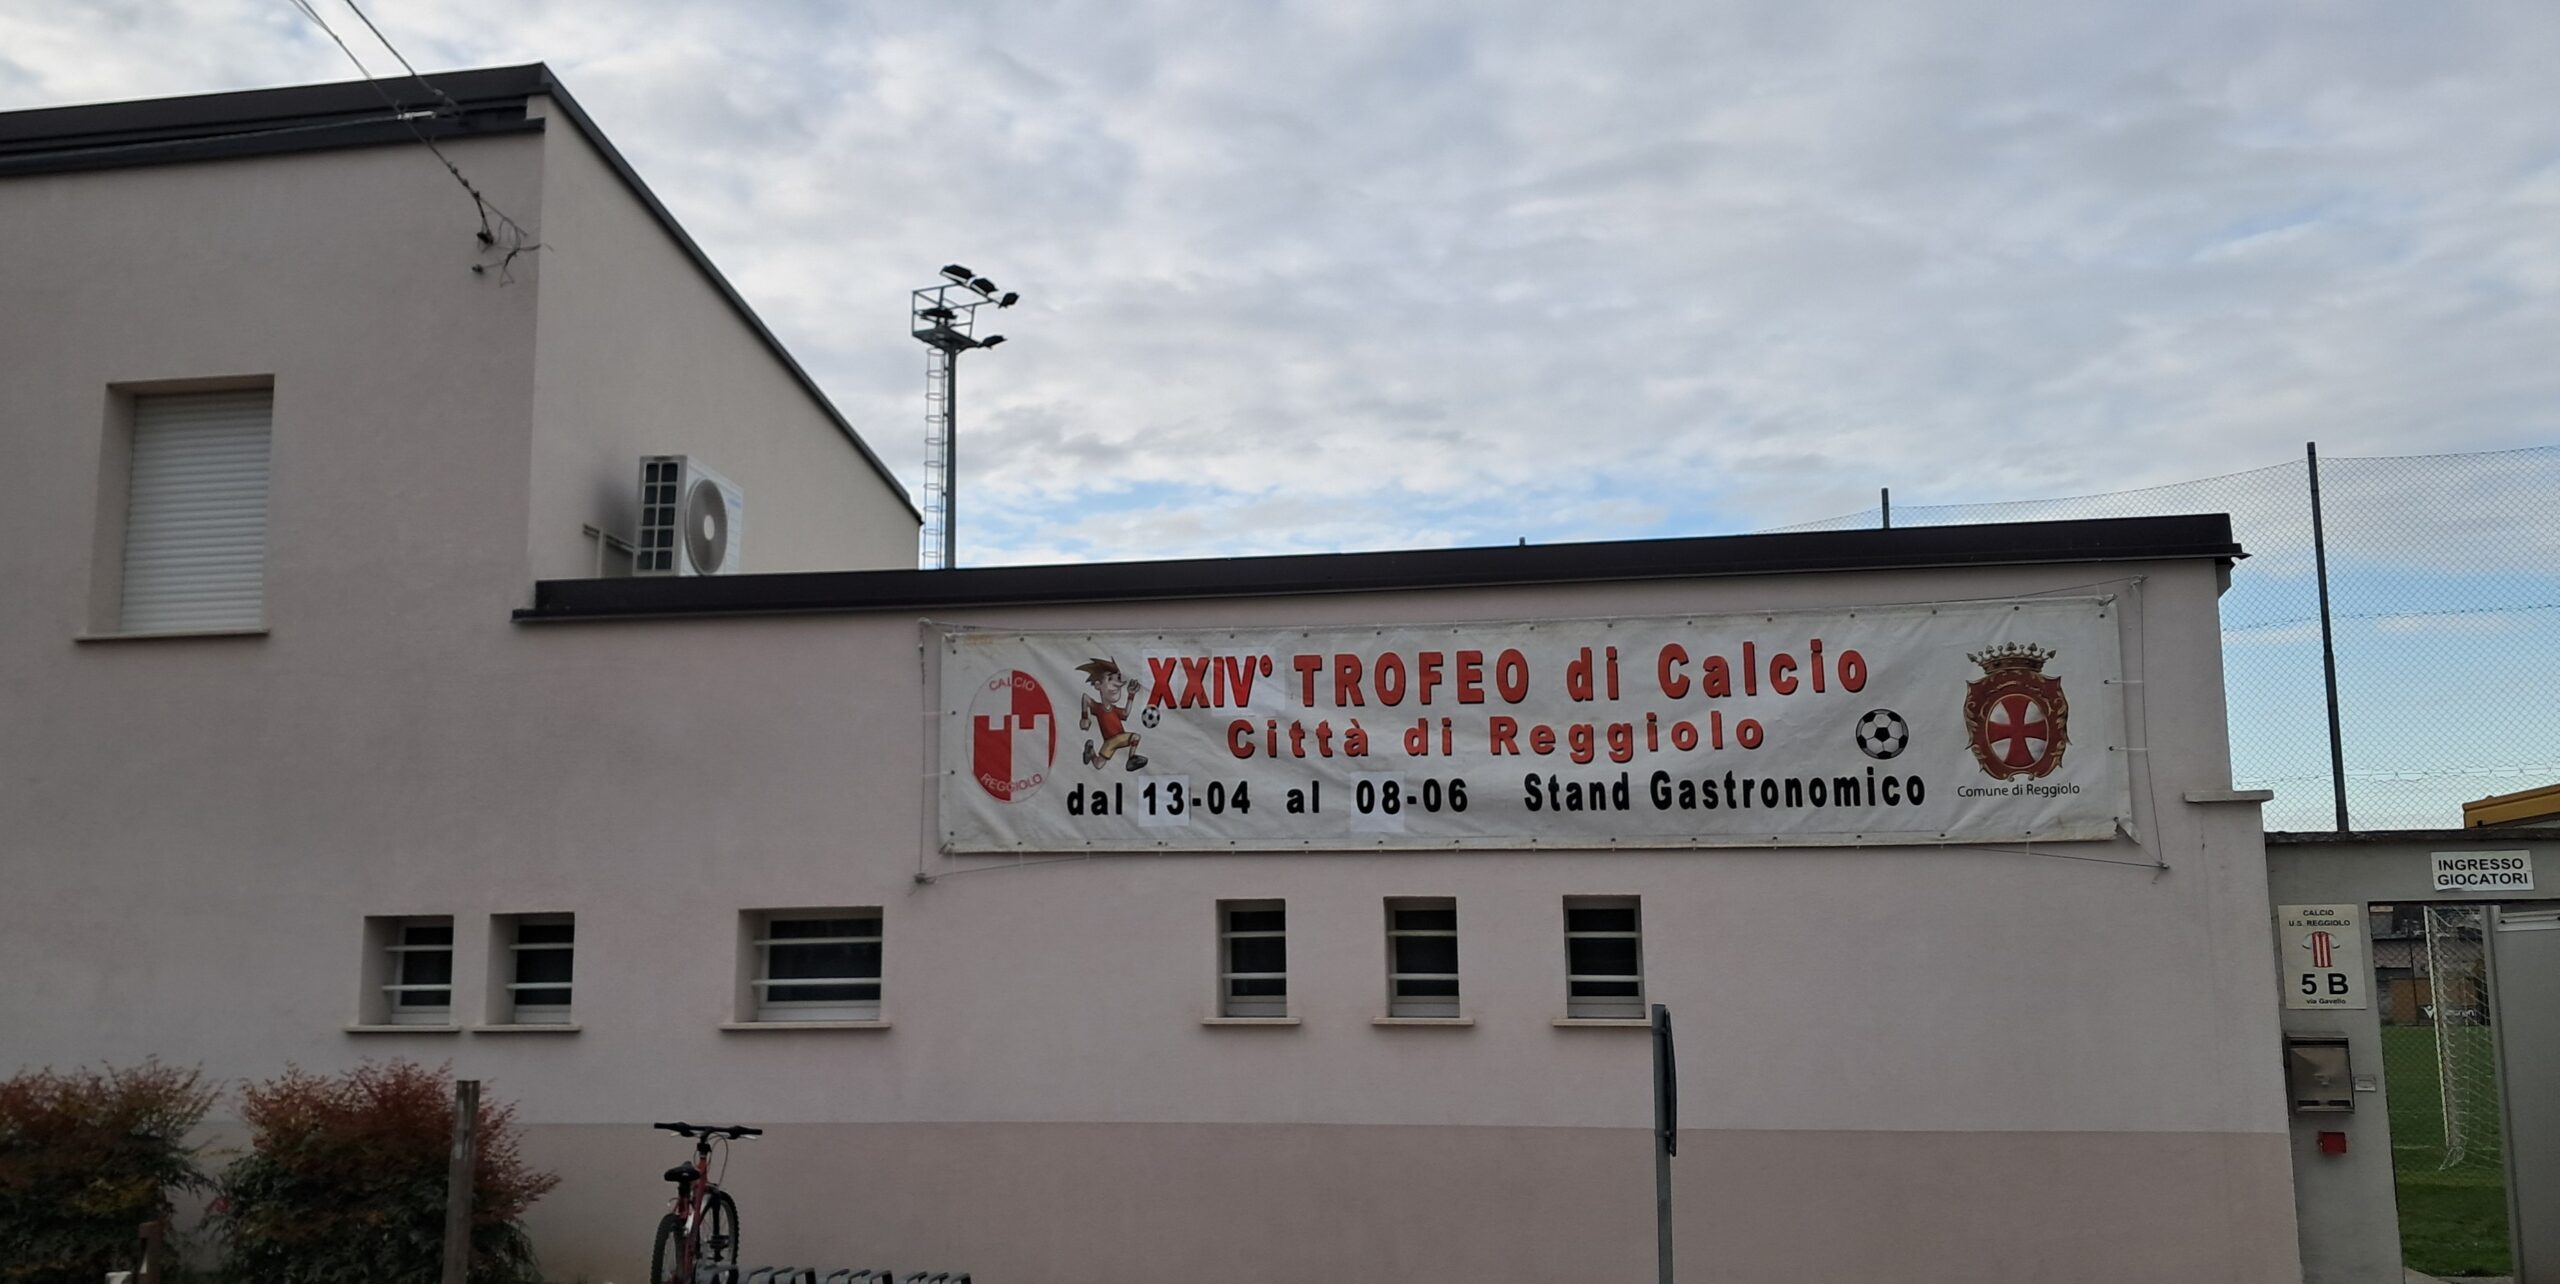 XXIV° TROFEO di Calcio
Città di Reggiolo
dal 13-04 al 08-06 Stand Gastronomico
CALCIO
REGGIOLO
Comune di Reggiolo
INGRESSO
GIOCATORI
CALCIO
U.S. REGGIOLO
5 B
via Gavello